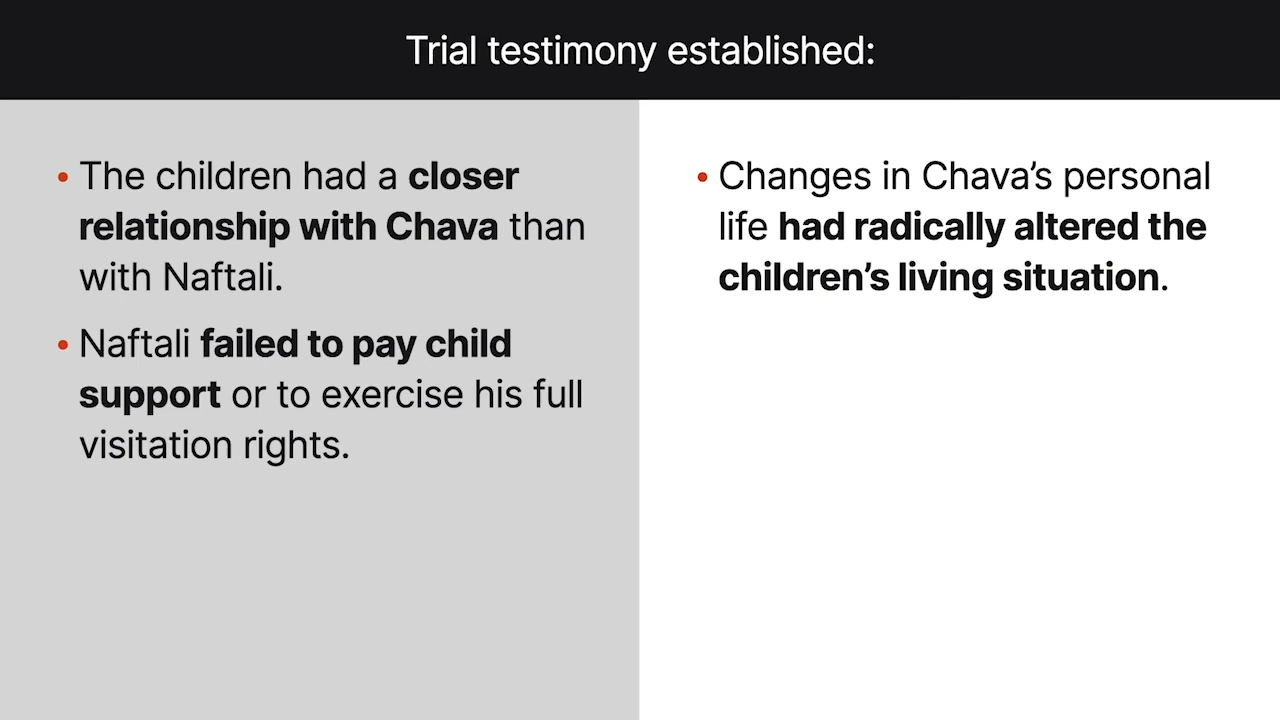 Trial testimony established:
• The children had a closer
relationship with Chava than
with Naftali.
• Naftali failed to pay child
support or to exercise his full
visitation rights.
• Changes in Chava’s personal
life had radically altered the
children’s living situation.